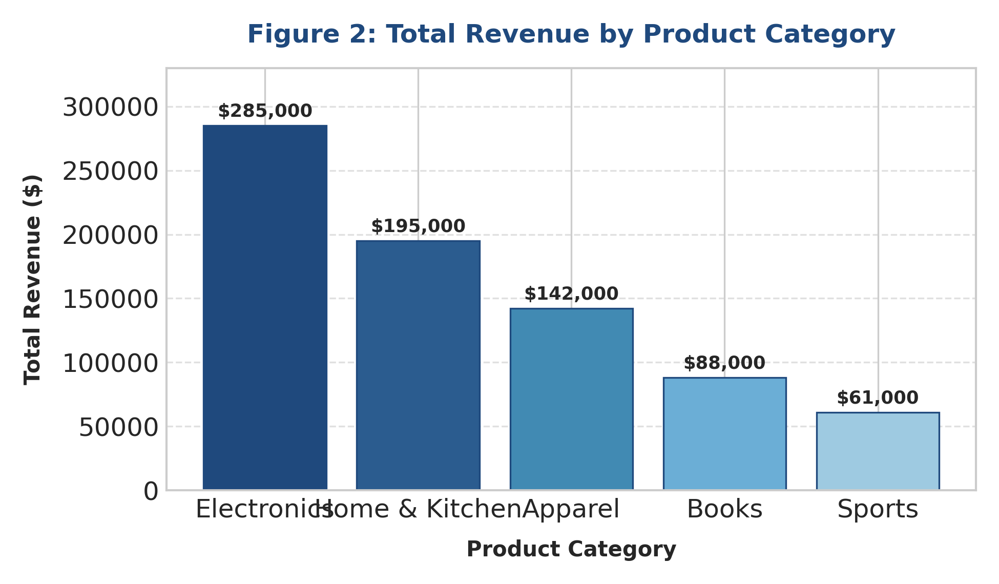 Figure 2: Total Revenue by Product Category
Total Revenue ($)
300000
250000
200000
150000
100000
50000
0
$285,000
$195,000
$142,000
$88,000
$61,000
Electronics
Home & Kitchen
Apparel
Books
Sports
Product Category